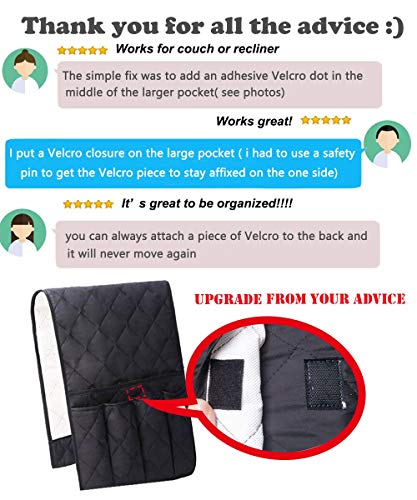 Thank you for all the advice :)
Works for couch or recliner
The simple fix was to add an adhesive Velcro dot in the
middle of the larger pocket( see photos)
Works great!
I put a Velcro closure on the large pocket ( i had to use a safety
pin to get the Velcro piece to stay affixed on the one side)
It's great to be organized!!!!
you can always attach a piece of Velcro to the back and
it will never move again
UPGRADE FROM YOUR ADVICE